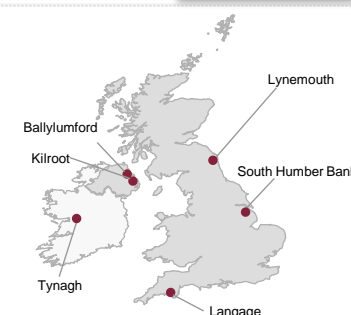 Lynemouth
Ballylumford
Kilroot
South Humber Bank
Tynagh
Langage